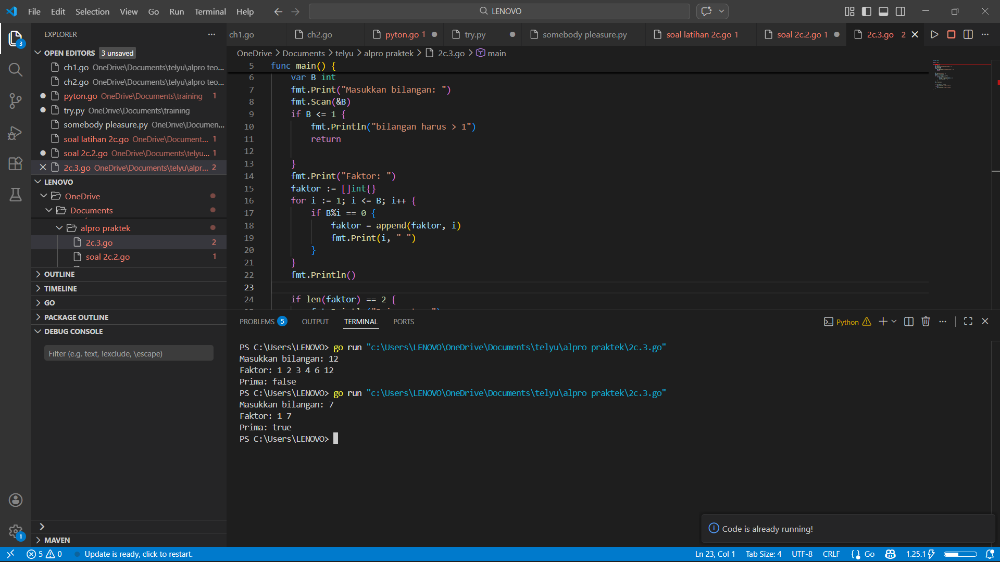 File Edit Selection View Go Run Terminal Help LENOVO
EXPLORER
OPEN EDITORS 3 unsaved
ch1.go OneDrive\Documents\telyu\alpro teo...
ch2.go OneDrive\Documents\telyu\alpro teo...
pyton.go OneDrive\Documents\training 1
try.py OneDrive\Documents\training
somebody pleasure.py OneDrive\Documen...
soal latihan 2c.go OneDrive\Document... 1
soal 2c.2.go OneDrive\Documents\telyu... 1
2c.3.go OneDrive\Documents\telyu\alpr... 2
LENOVO
OneDrive
Documents
alpro praktek
2c.3.go 2
soal 2c.2.go 1
OUTLINE
TIMELINE
GO
PACKAGE OUTLINE
DEBUG CONSOLE
Filter (e.g. text, !exclude, \escape)
MAVEN
ch1.go ch2.go pyton.go 1 try.py somebody pleasure.py soal latihan 2c.go 1 soal 2c.2.go 1 2c.3.go 2
OneDrive > Documents > telyu > alpro praktek > 2c.3.go > main
5 func main() {
6 var B int
7 fmt.Print("Masukkan bilangan: ")
8 fmt.Scan(&B)
9 if B <= 1 {
10 fmt.Println("bilangan harus > 1")
11 return
12
13 }
14 fmt.Print("Faktor: ")
15 faktor := []int{}
16 for i := 1; i <= B; i++ {
17 if B%i == 0 {
18 faktor = append(faktor, i)
19 fmt.Print(i, " ")
20 }
21 }
22 fmt.Println()
23
24 if len(faktor) == 2 {
PROBLEMS 5 OUTPUT TERMINAL PORTS Python
PS C:\Users\LENOVO> go run "c:\Users\LENOVO\OneDrive\Documents\telyu\alpro praktek\2c.3.go"
Masukkan bilangan: 12
Faktor: 1 2 3 4 6 12
Prima: false
PS C:\Users\LENOVO> go run "c:\Users\LENOVO\OneDrive\Documents\telyu\alpro praktek\2c.3.go"
Masukkan bilangan: 7
Faktor: 1 7
Prima: true
PS C:\Users\LENOVO>
Code is already running!
3
1
5 0 Update is ready, click to restart. Ln 23, Col 1 Tab Size: 4 UTF-8 CRLF {} Go 1.25.1